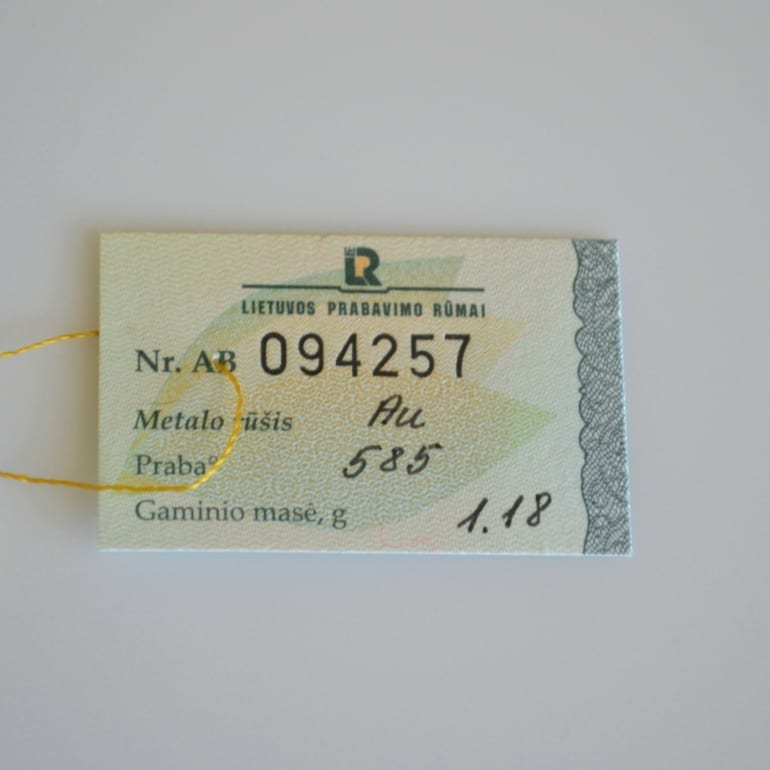 LR
LIETUVOS PRABAVIMO RŪMAI
Nr. AB 094257
Metalo rūšis Au
Praba° 585
Gaminio masė, g 1.18